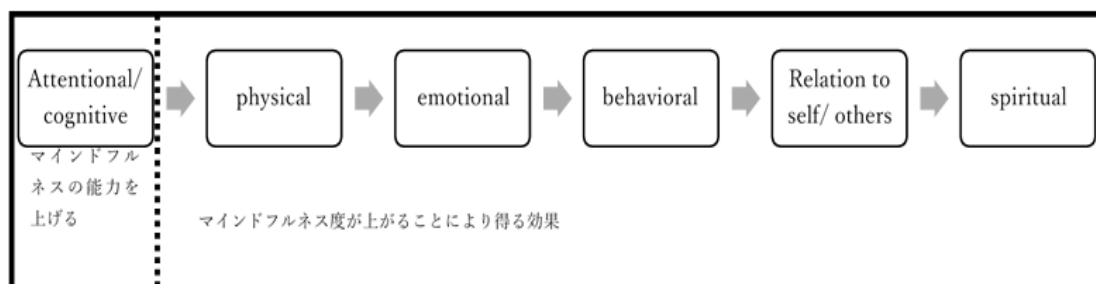 Attentional/
cognitive
physical
emotional
behavioral
Relation to
self/ others
spiritual
マインドフル
ネスの能力を
上げる
マインドフルネス度が上がることにより得る効果